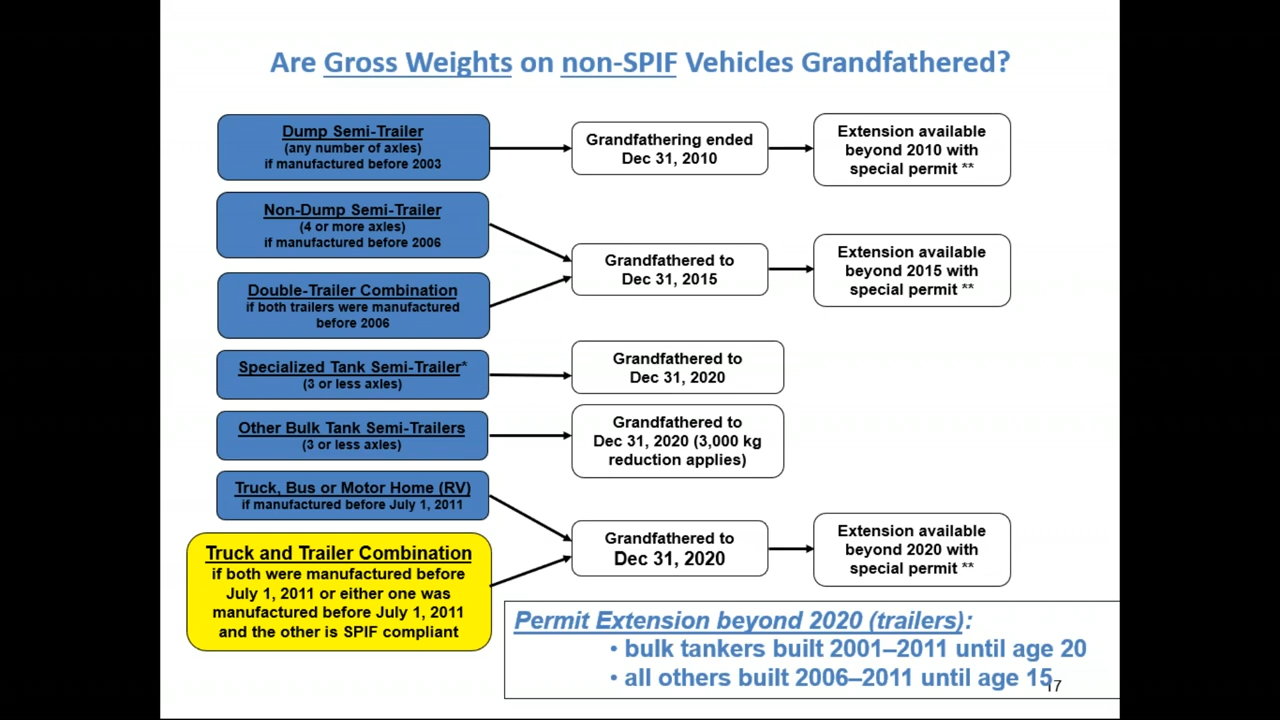 Are Gross Weights on non-SPIF Vehicles Grandfathered?
Dump Semi-Trailer
(any number of axles)
if manufactured before 2003
Grandfathering ended
Dec 31, 2010
Extension available
beyond 2010 with
special permit **
Non-Dump Semi-Trailer
(4 or more axles)
if manufactured before 2006
Double-Trailer Combination
if both trailers were manufactured
before 2006
Grandfathered to
Dec 31, 2015
Extension available
beyond 2015 with
special permit **
Specialized Tank Semi-Trailer*
(3 or less axles)
Grandfathered to
Dec 31, 2020
Other Bulk Tank Semi-Trailers
(3 or less axles)
Grandfathered to
Dec 31, 2020 (3,000 kg
reduction applies)
Truck, Bus or Motor Home (RV)
if manufactured before July 1, 2011
Truck and Trailer Combination
if both were manufactured before
July 1, 2011 or either one was
manufactured before July 1, 2011
and the other is SPIF compliant
Grandfathered to
Dec 31, 2020
Extension available
beyond 2020 with
special permit **
Permit Extension beyond 2020 (trailers):
• bulk tankers built 2001–2011 until age 20
• all others built 2006–2011 until age 15
17